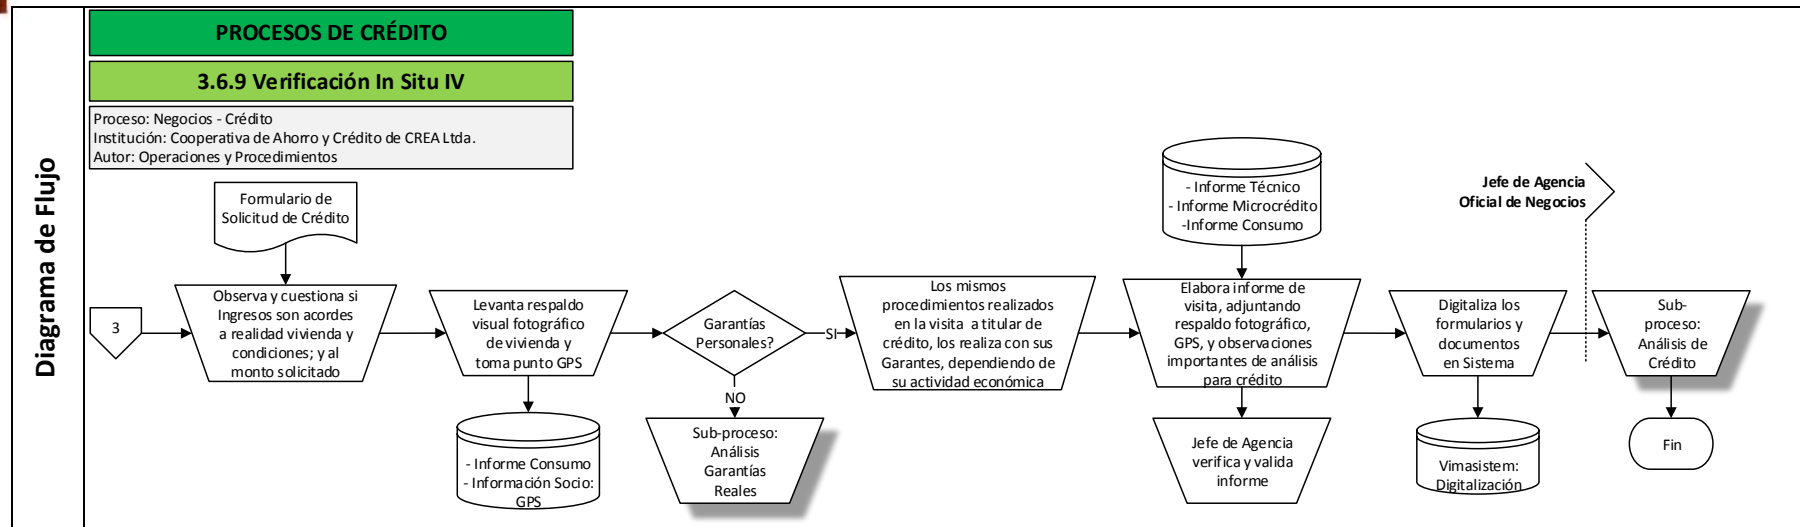 PROCESOS DE CRÉDITO
3.6.9 Verificación In Situ IV
Proceso: Negocios - Crédito
Institución: Cooperativa de Ahorro y Crédito de CREA Ltda.
Autor: Operaciones y Procedimientos
Diagrama de Flujo
Formulario de
Solicitud de Crédito
3
Observa y cuestiona si
Ingresos son acordes
a realidad vivienda y
condiciones; y al
monto solicitado
Levanta respaldo
visual fotográfico
de vivienda y
toma punto GPS
- Informe Consumo
- Información Socio:
GPS
Garantías
Personales?
SI
NO
Sub-proceso:
Análisis
Garantías
Reales
Los mismos
procedimientos realizados
en la visita a titular de
crédito, los realiza con sus
Garantes, dependiendo de
su actividad económica
- Informe Técnico
- Informe Microcrédito
-Informe Consumo
Elabora informe de
visita, adjuntando
respaldo fotográfico,
GPS, y observaciones
importantes de análisis
para crédito
Jefe de Agencia
verifica y valida
informe
Digitaliza los
formularios y
documentos
en Sistema
Vimasistem:
Digitalización
Jefe de Agencia
Oficial de Negocios
Sub-
proceso:
Análisis de
Crédito
Fin